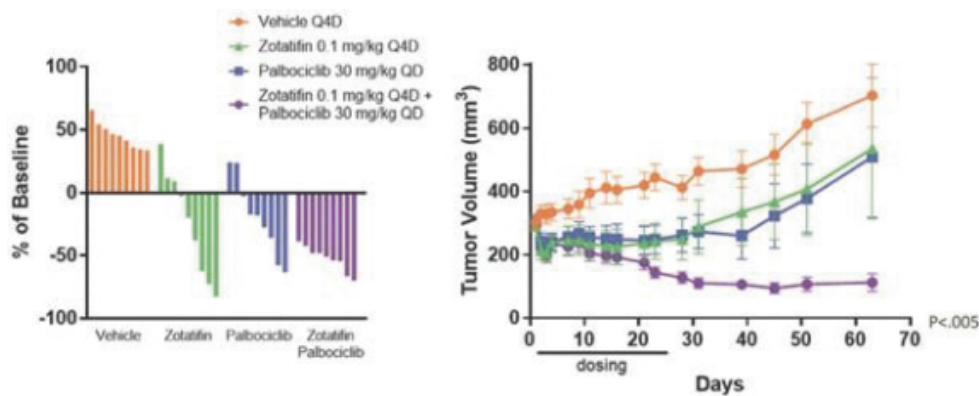 Vehicle Q4D
Zotatifin 0.1 mg/kg Q4D
Palbociclib 30 mg/kg QD
Zotatifin 0.1 mg/kg Q4D +
Palbociclib 30 mg/kg QD
% of Baseline
100
50
0
-50
-100
Vehicle
Zotatifin
Palbociclib
Zotatifin
Palbociclib
Tumor Volume (mm³)
800
600
400
200
0
0 10 20 30 40 50 60 70
dosing
Days
P<.005